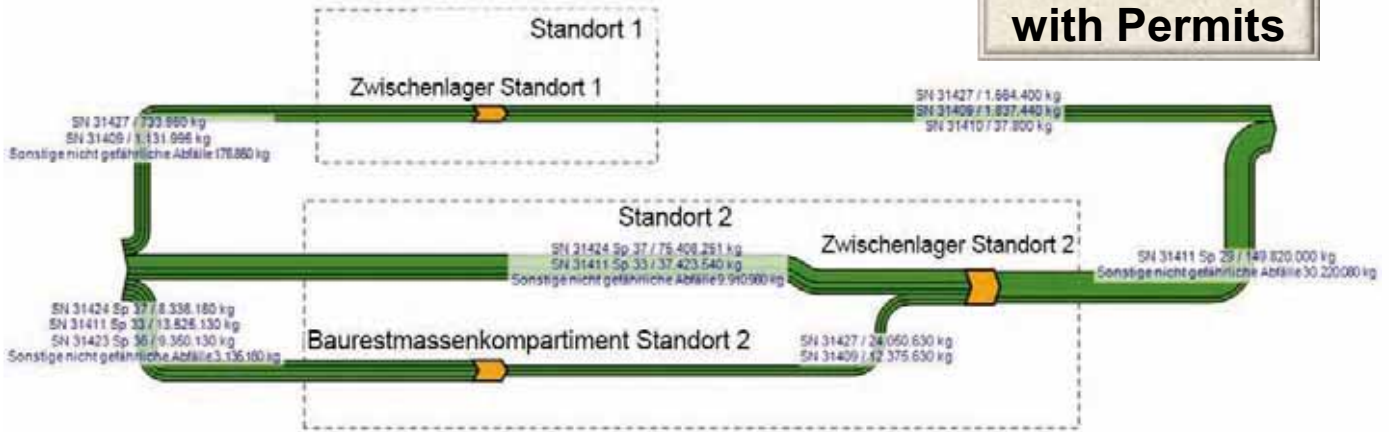 with Permits
Standort 1
Zwischenlager Standort 1
SN 31427 / 733.860 kg
SN 31409 / 1.131.996 kg
Sonstige nicht gefährliche Abfälle 176.860 kg
SN 31427 / 1.664.400 kg
SN 31409 / 1.837.440 kg
SN 31410 / 37.800 kg
Standort 2
Zwischenlager Standort 2
SN 31424 Sp 37 / 75.408.251 kg
SN 31411 Sp 33 / 37.423.540 kg
Sonstige nicht gefährliche Abfälle 9.910.980 kg
SN 31411 Sp 29 / 149.820.000 kg
Sonstige nicht gefährliche Abfälle 30.220.080 kg
SN 31424 Sp 37 / 8.338.160 kg
SN 31411 Sp 33 / 13.526.130 kg
SN 31423 Sp 36 / 9.350.130 kg
Sonstige nicht gefährliche Abfälle 3.136.160 kg
Baurestmassenkompartiment Standort 2
SN 31427 / 24.050.630 kg
SN 31409 / 12.375.630 kg